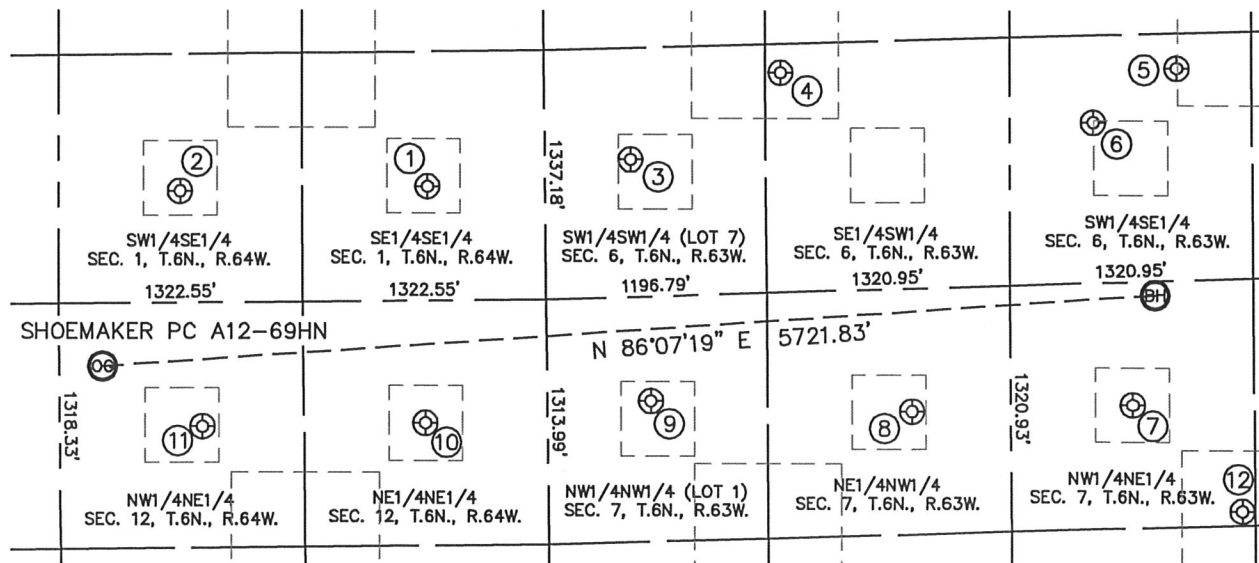 5
4
2
1
3
6
1337.18'
SW1/4SE1/4
SEC. 1, T.6N., R.64W.
1322.55'
SE1/4SE1/4
SEC. 1, T.6N., R.64W.
1322.55'
SW1/4SW1/4 (LOT 7)
SEC. 6, T.6N., R.63W.
1196.79'
SE1/4SW1/4
SEC. 6, T.6N., R.63W.
1320.95'
SW1/4SE1/4
SEC. 6, T.6N., R.63W.
1320.95'
BH
SHOEMAKER PC A12-69HN
N 86°07'19" E 5721.83'
OG
1318.33'
1313.99'
1320.93'
11
10
9
8
7
12
NW1/4NE1/4
SEC. 12, T.6N., R.64W.
NE1/4NE1/4
SEC. 12, T.6N., R.64W.
NW1/4NW1/4 (LOT 1)
SEC. 7, T.6N., R.63W.
NE1/4NW1/4
SEC. 7, T.6N., R.63W.
NW1/4NE1/4
SEC. 7, T.6N., R.63W.